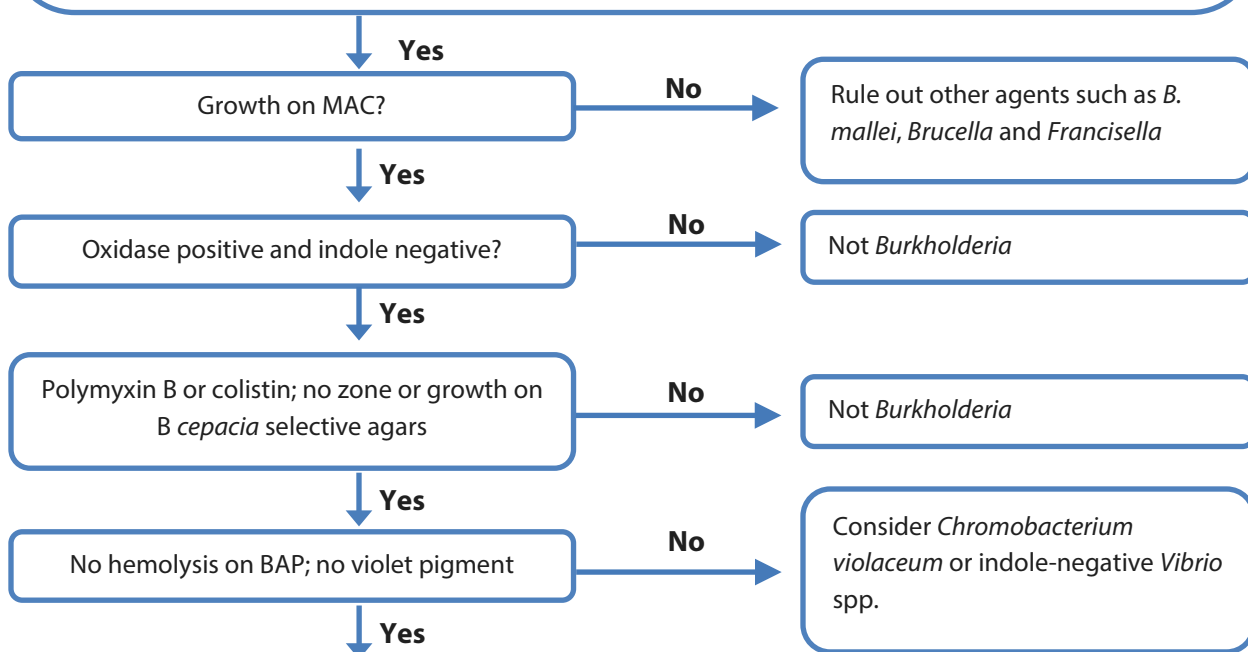 Yes
Growth on MAC?
No
Rule out other agents such as B.
mallei, Brucella and Francisella
Yes
Oxidase positive and indole negative?
No
Not Burkholderia
Yes
Polymyxin B or colistin; no zone or growth on
B cepacia selective agars
No
Not Burkholderia
Yes
No hemolysis on BAP; no violet pigment
No
Consider Chromobacterium
violaceum or indole-negative Vibrio
spp.
Yes